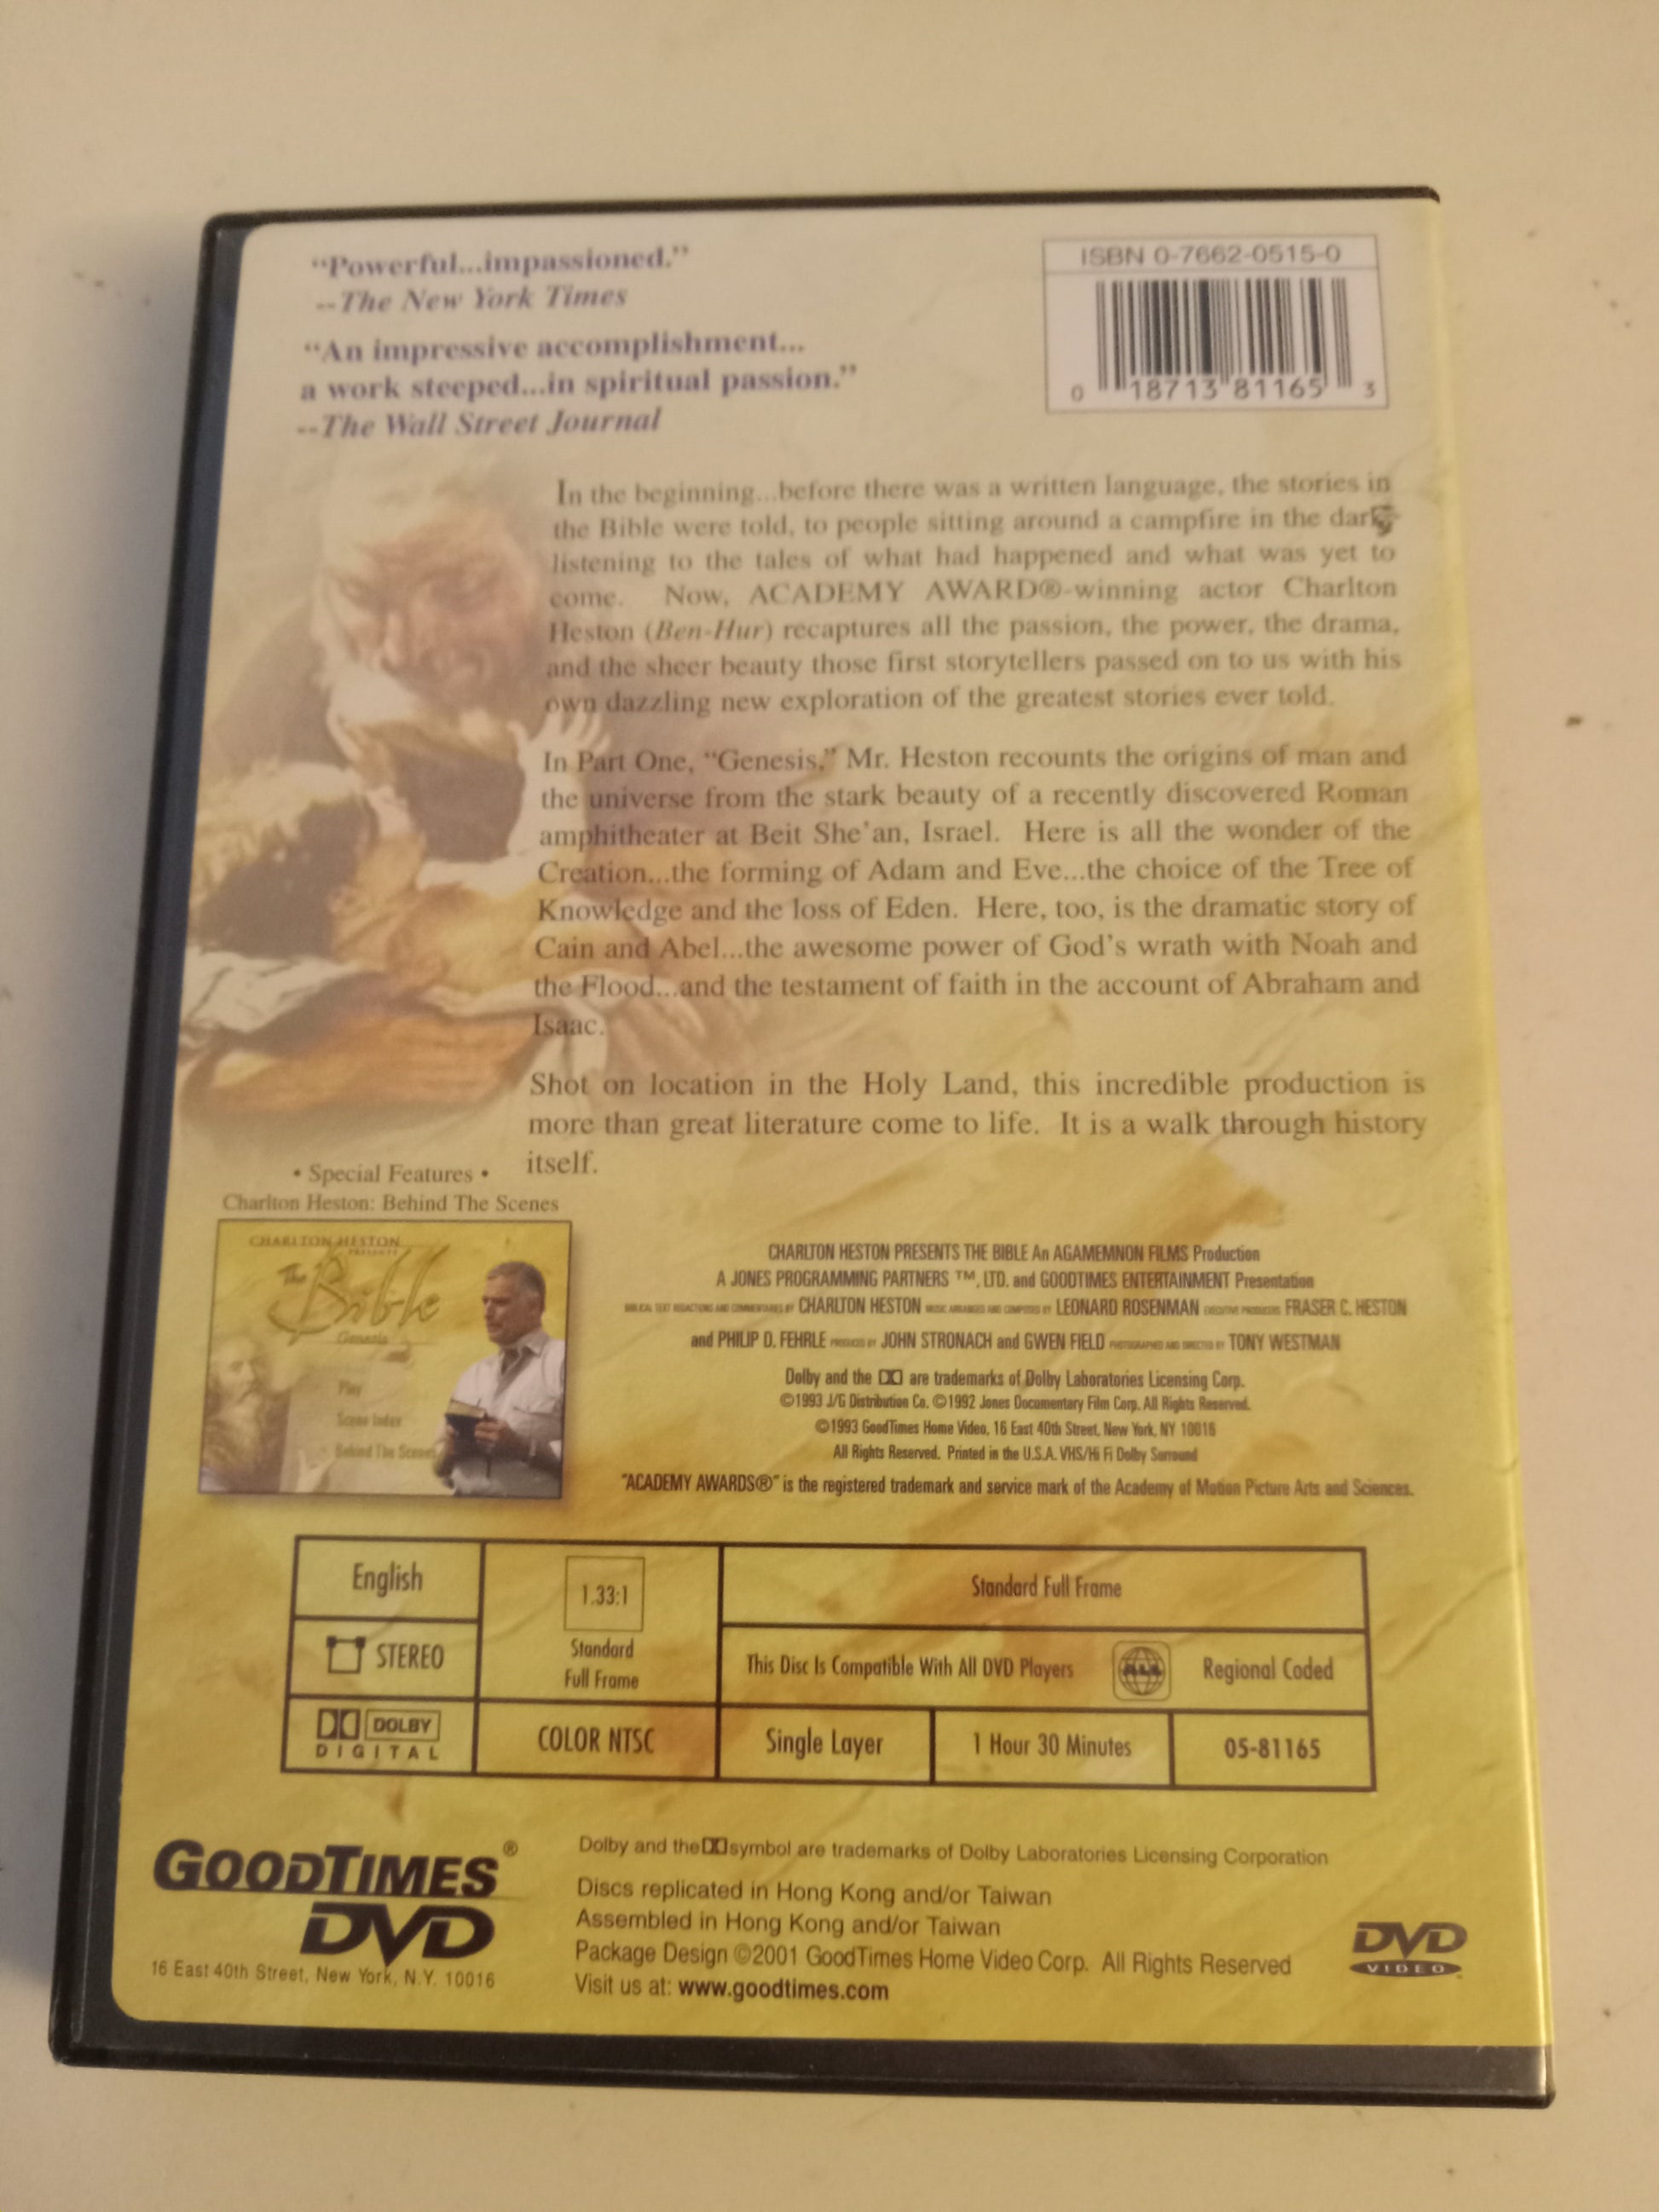 “Powerful...impassioned.”
--The New York Times
“An impressive accomplishment...
a work steeped...in spiritual passion.”
--The Wall Street Journal
ISBN 0-7662-0515-0
0 18713 81165 3
In the beginning...before there was a written language, the stories in
the Bible were told, to people sitting around a campfire in the dark
listening to the tales of what had happened and what was yet to
come. Now, ACADEMY AWARD®-winning actor Charlton
Heston (Ben-Hur) recaptures all the passion, the power, the drama,
and the sheer beauty those first storytellers passed on to us with his
own dazzling new exploration of the greatest stories ever told.
In Part One, “Genesis,” Mr. Heston recounts the origins of man and
the universe from the stark beauty of a recently discovered Roman
amphitheater at Beit She’an, Israel. Here is all the wonder of the
Creation...the forming of Adam and Eve...the choice of the Tree of
Knowledge and the loss of Eden. Here, too, is the dramatic story of
Cain and Abel...the awesome power of God’s wrath with Noah and
the Flood...and the testament of faith in the account of Abraham and
Isaac.
Shot on location in the Holy Land, this incredible production is
more than great literature come to life. It is a walk through history
itself.
• Special Features •
Charlton Heston: Behind The Scenes
CHARLTON HESTON
PRESENTS
The Bible
Genesis
Play
Scene Index
Behind The Scenes
CHARLTON HESTON PRESENTS THE BIBLE An AGAMEMNON FILMS Production
A JONES PROGRAMMING PARTNERS ™, LTD. and GOODTIMES ENTERTAINMENT Presentation
BIBLICAL TEXT REDACTIONS AND COMMENTARIES BY CHARLTON HESTON MUSIC ARRANGED AND COMPOSED BY LEONARD ROSENMAN EXECUTIVE PRODUCERS FRASER C. HESTON
and PHILIP D. FEHRLE PRODUCED BY JOHN STRONACH and GWEN FIELD PHOTOGRAPHED AND DIRECTED BY TONY WESTMAN
Dolby and the are trademarks of Dolby Laboratories Licensing Corp.
©1993 J/G Distribution Co. ©1992 Jones Documentary Film Corp. All Rights Reserved.
©1993 GoodTimes Home Video, 16 East 40th Street, New York, NY 10016
All Rights Reserved. Printed in the U.S.A. VHS/Hi Fi Dolby Surround
"ACADEMY AWARDS®" is the registered trademark and service mark of the Academy of Motion Picture Arts and Sciences.
English
STEREO
DOLBY
DIGITAL
1.33:1
Standard
Full Frame
COLOR NTSC
Standard Full Frame
This Disc Is Compatible With All DVD Players
ALL
Regional Coded
Single Layer
1 Hour 30 Minutes
05-81165
GOODTIMES®
DVD
16 East 40th Street, New York, N.Y. 10016
Dolby and the symbol are trademarks of Dolby Laboratories Licensing Corporation
Discs replicated in Hong Kong and/or Taiwan
Assembled in Hong Kong and/or Taiwan
Package Design ©2001 GoodTimes Home Video Corp. All Rights Reserved
Visit us at: www.goodtimes.com
DVD
VIDEO